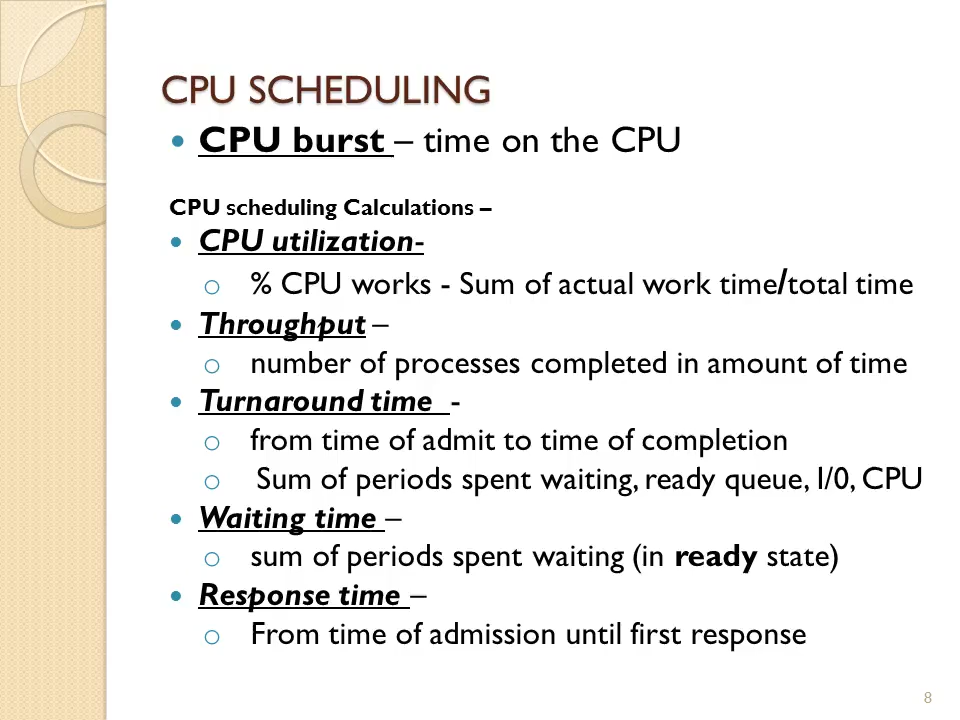 CPU SCHEDULING
• CPU burst – time on the CPU
CPU scheduling Calculations –
• CPU utilization-
o % CPU works - Sum of actual work time/total time
• Throughput –
o number of processes completed in amount of time
• Turnaround time -
o from time of admit to time of completion
o Sum of periods spent waiting, ready queue, I/0, CPU
• Waiting time –
o sum of periods spent waiting (in ready state)
• Response time –
o From time of admission until first response
8